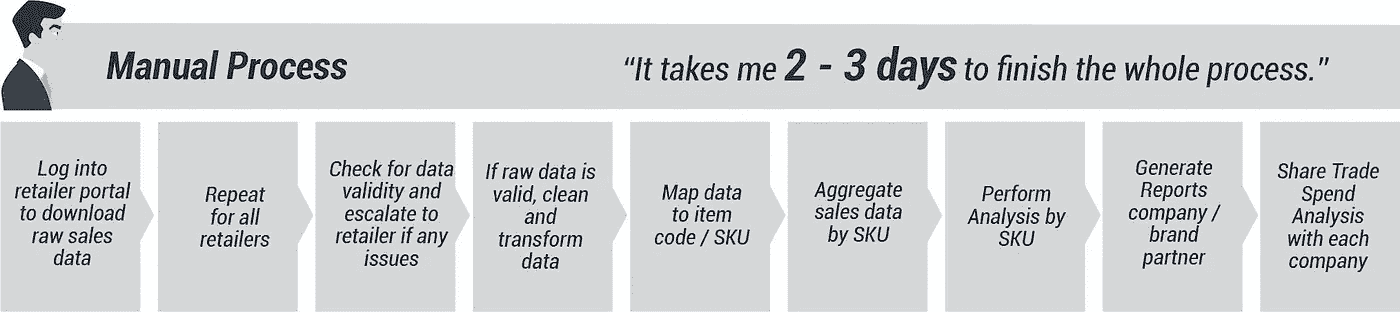 Manual Process
“It takes me 2 - 3 days to finish the whole process.”
Log into
retailer portal
to download
raw sales
data
Repeat
for all
retailers
Check for data
validity and
escalate to
retailer if any
issues
If raw data is
valid, clean
and
transform
data
Map data
to item
code / SKU
Aggregate
sales data
by SKU
Perform
Analysis by
SKU
Generate
Reports
company /
brand
partner
Share Trade
Spend
Analysis
with each
company